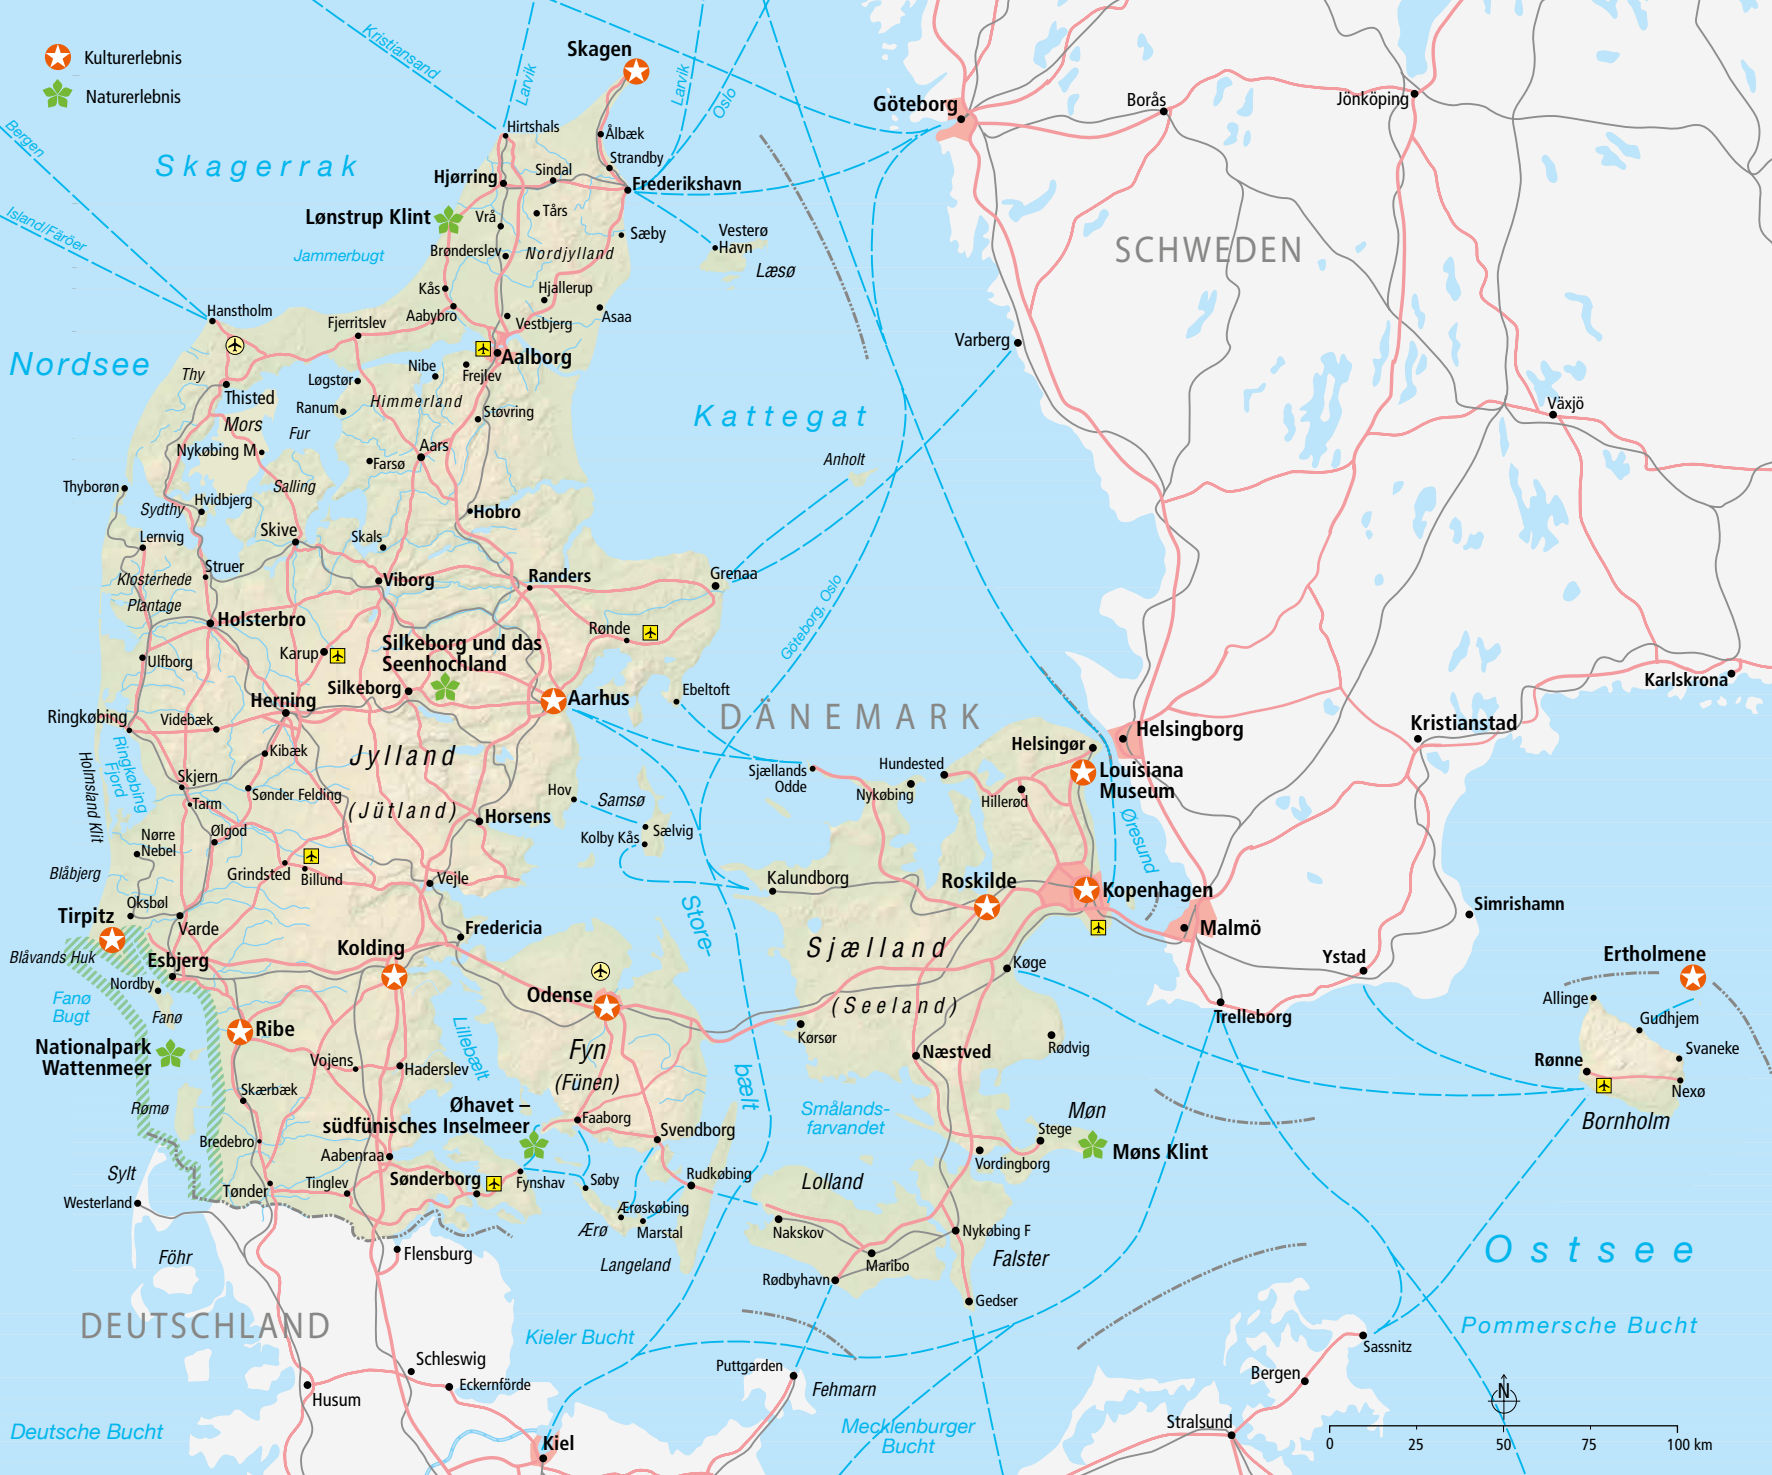 Kulturerlebnis
Naturerlebnis
Kristiansand
Larvik
Larvik
Oslo
Skagen
Bergen
Island/Färöer
Skagerrak
Göteborg
Borås
Jönköping
Hirtshals
Ålbæk
Strandby
Sindal
Hjørring
Frederikshavn
Lønstrup Klint
Vrå
Tårs
Sæby
Vesterø
Havn
Læsø
SCHWEDEN
Jammerbugt
Brønderslev
Nordjylland
Kås
Hjallerup
Hanstholm
Aabybro
Asaa
Fjerritslev
Vestbjerg
Varberg
Nordsee
Aalborg
Thy
Nibe
Frejlev
Løgstør
Thisted
Himmerland
Ranum
Støvring
Mors
Fur
Kattegat
Växjö
Nykøbing M
Aars
Farsø
Anholt
Thyborøn
Salling
Hvidbjerg
Sydthy
Hobro
Lernvig
Skive
Skals
Struer
Klosterhede
Plantage
Viborg
Randers
Grenaa
Göteborg, Oslo
Holsterbro
Rønde
Silkeborg und das
Seenhochland
Karup
Ulfborg
Silkeborg
Aarhus
Ebeltoft
Karlskrona
Herning
Ringkøbing
Videbæk
DÄNEMARK
Helsingborg
Kristianstad
Helsingør
Kibæk
Jylland
Holmsland Klit
Ringkøbing
Fjord
Skjern
Tarm
Sønder Felding
(Jütland)
Hov
Samsø
Sjællands
Odde
Hundested
Nykøbing
Hillerød
Louisiana
Museum
Horsens
Kolby Kås
Sælvig
Øresund
Nørre
Nebel
Ølgod
Blåbjerg
Grindsted
Billund
Vejle
Kalundborg
Roskilde
Kopenhagen
Oksbøl
Tirpitz
Varde
Simrishamn
Fredericia
Store-
Malmö
Kolding
Sjælland
Blåvands Huk
Esbjerg
Nordby
Køge
Ystad
Ertholmene
Fanø
Bugt
Odense
(Seeland)
Allinge
Fanø
Ribe
Trelleborg
Gudhjem
Korsør
Lillebælt
Fyn
(Fünen)
Rødvig
Nationalpark
Wattenmeer
Vojens
Haderslev
Næstved
Svaneke
Rønne
Nexø
bælt
Skærbæk
Rømø
Øhavet –
südfünisches Inselmeer
Faaborg
Smålands-
farvandet
Møn
Bornholm
Stege
Møns Klint
Bredebro
Svendborg
Aabenraa
Vordingborg
Sylt
Sønderborg
Fynshav
Søby
Rudkøbing
Lolland
Tønder
Tinglev
Westerland
Ærøskøbing
Ærø
Marstal
Nakskov
Nykøbing F
Ostsee
Föhr
Flensburg
Langeland
Maribo
Falster
Rødbyhavn
Gedser
DEUTSCHLAND
Kieler Bucht
Pommersche Bucht
Sassnitz
Schleswig
Puttgarden
Bergen
Eckernförde
Fehmarn
Husum
N
Deutsche Bucht
Mecklenburger
Bucht
Stralsund
Kiel
0 25 50 75 100 km